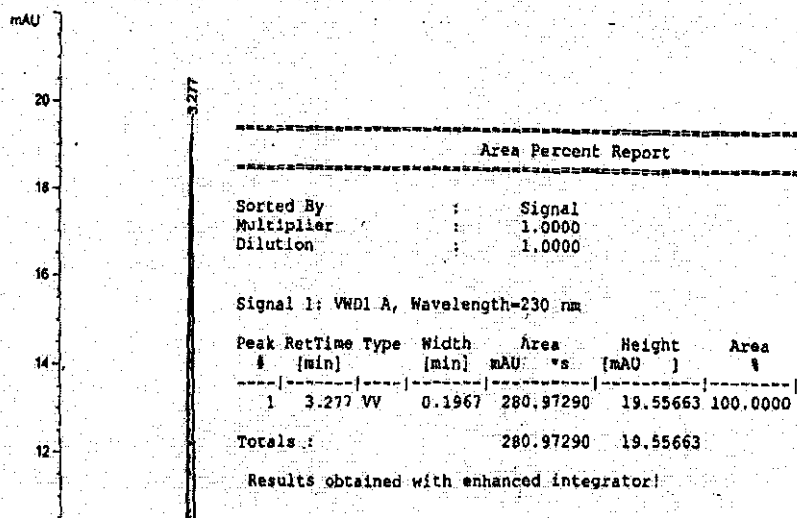 mAU
20
18
16
14
12
3.277
====================================================
Area Percent Report
====================================================
Sorted By : Signal
Multiplier : 1.0000
Dilution : 1.0000
Signal 1: VWD1 A, Wavelength=230 nm
Peak RetTime Type Width Area Height Area
# [min] [min] mAU *s [mAU ] %
----|-------|----|-------|----------|----------|--------|
1 3.277 VV 0.1967 280.97290 19.55663 100.0000
Totals : 280.97290 19.55663
Results obtained with enhanced integrator!